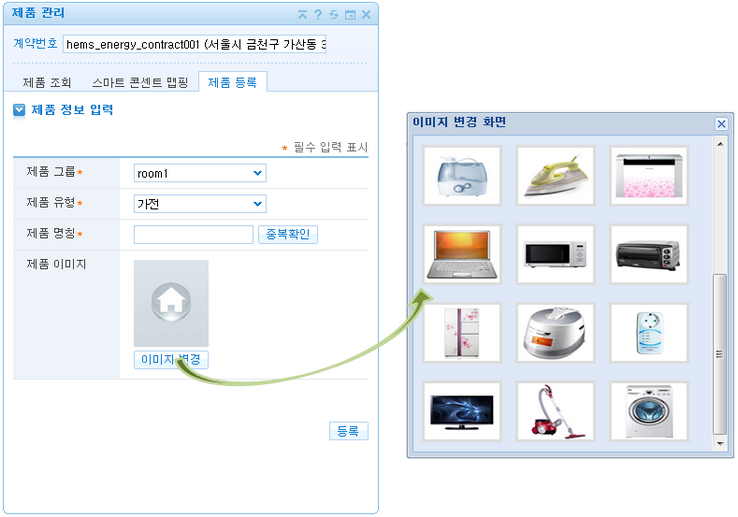 제품 관리
계약번호 hems_energy_contract001 (서울시 금천구 가산동 3
제품 조회 스마트 콘센트 맵핑 제품 등록
제품 정보 입력
* 필수 입력 표시
제품 그룹* room1
제품 유형* 가전
제품 명칭* 중복확인
제품 이미지
이미지 변경
등록
이미지 변경 화면